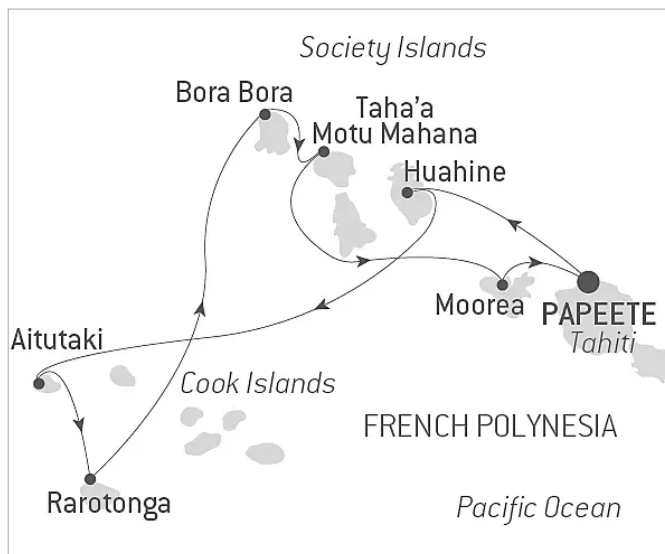 Society Islands
Bora Bora
Taha'a
Motu Mahana
Huahine
Moorea
PAPEETE
Tahiti
Aitutaki
Cook Islands
FRENCH POLYNESIA
Rarotonga
Pacific Ocean